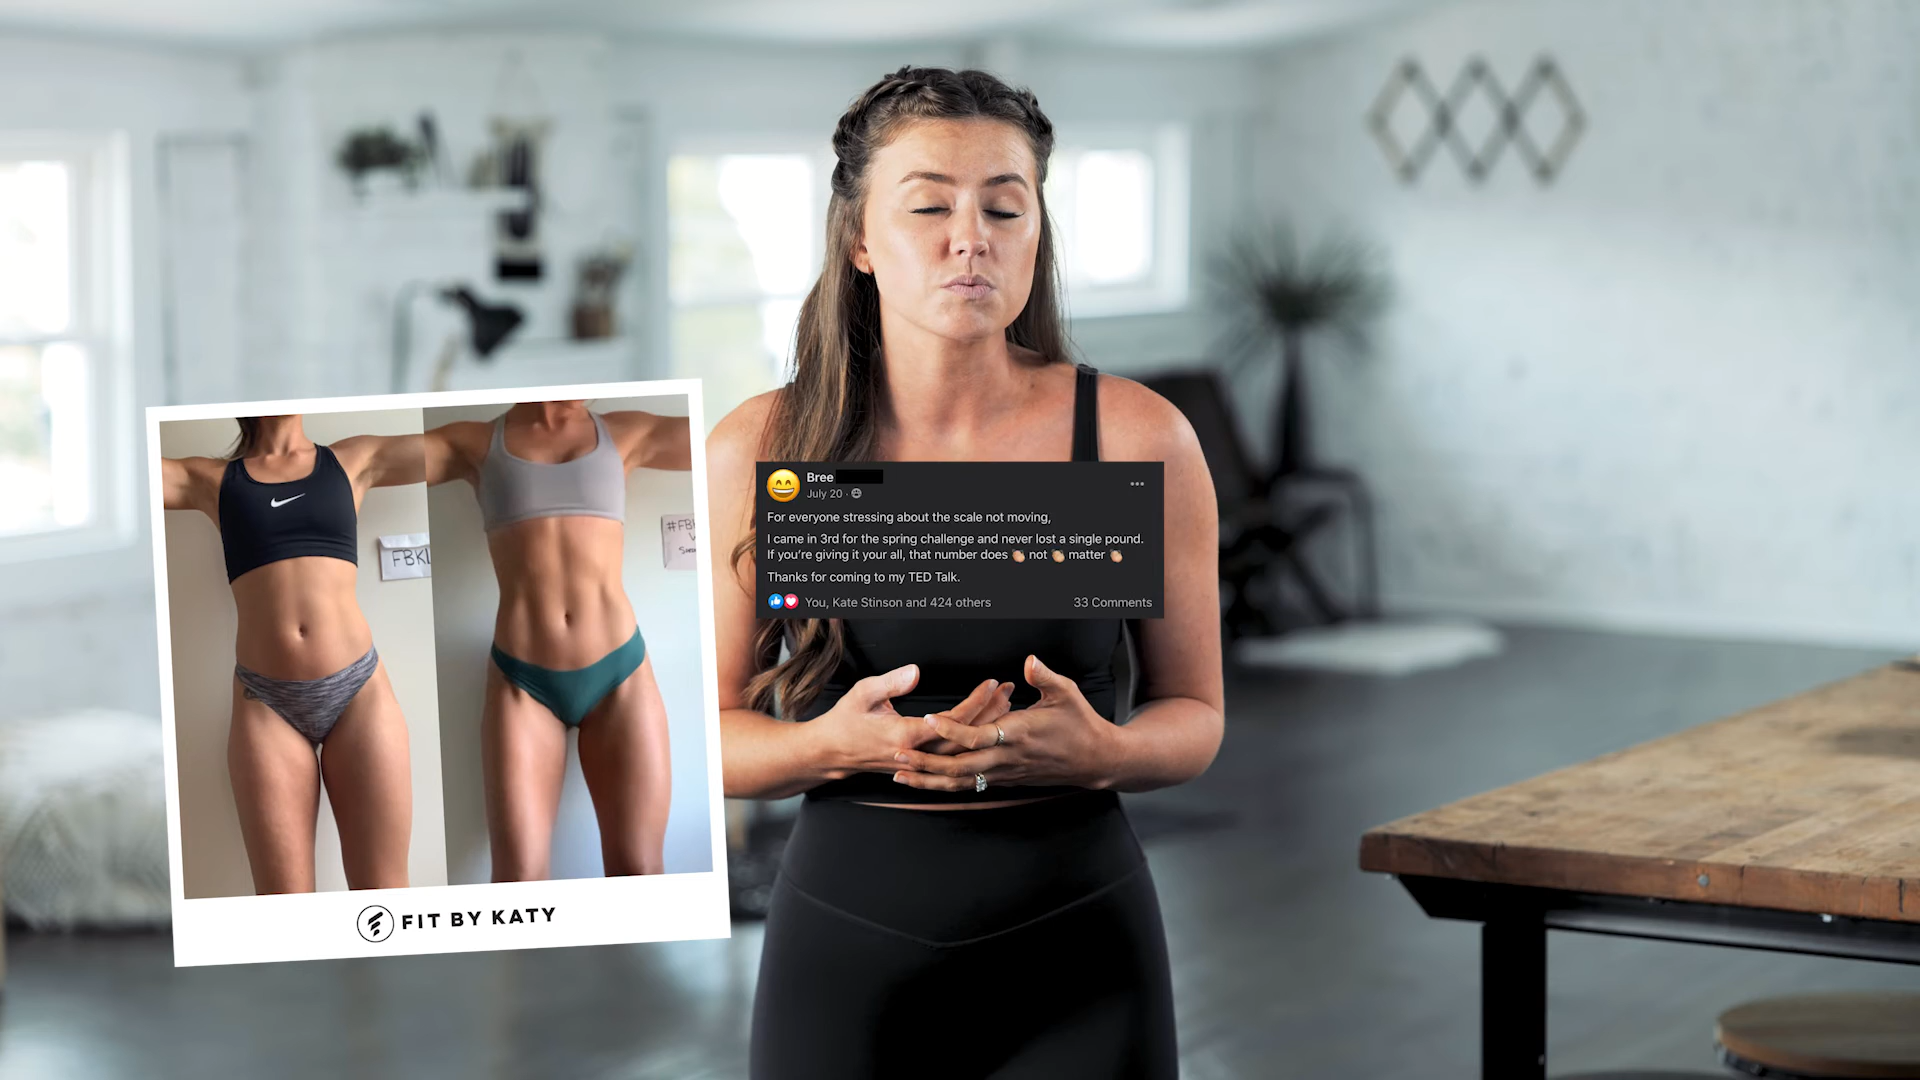 FBKL
#FB
Bree
July 20 ·
For everyone stressing about the scale not moving,
I came in 3rd for the spring challenge and never lost a single pound.
If you're giving it your all, that number does 👏🏼 not 👏🏼 matter 👏🏼
Thanks for coming to my TED Talk.
You, Kate Stinson and 424 others 33 Comments
FIT BY KATY